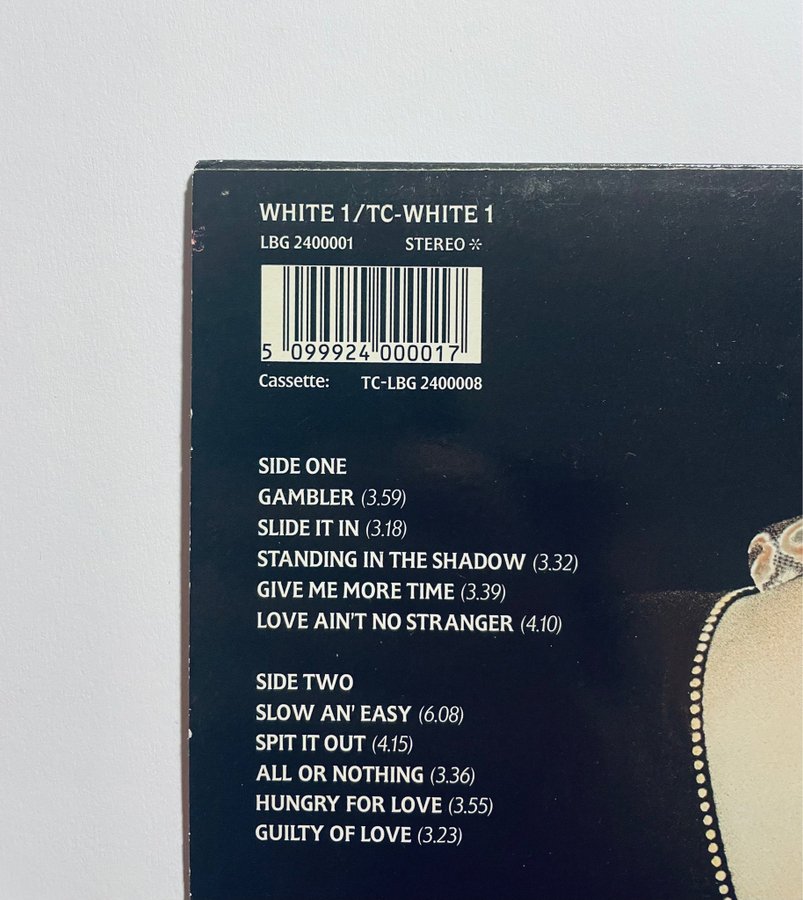 WHITE 1/TC-WHITE 1
LBG 2400001 STEREO *
5 099924 000017
Cassette: TC-LBG 2400008
SIDE ONE
GAMBLER (3.59)
SLIDE IT IN (3.18)
STANDING IN THE SHADOW (3.32)
GIVE ME MORE TIME (3.39)
LOVE AIN'T NO STRANGER (4.10)
SIDE TWO
SLOW AN' EASY (6.08)
SPIT IT OUT (4.15)
ALL OR NOTHING (3.36)
HUNGRY FOR LOVE (3.55)
GUILTY OF LOVE (3.23)